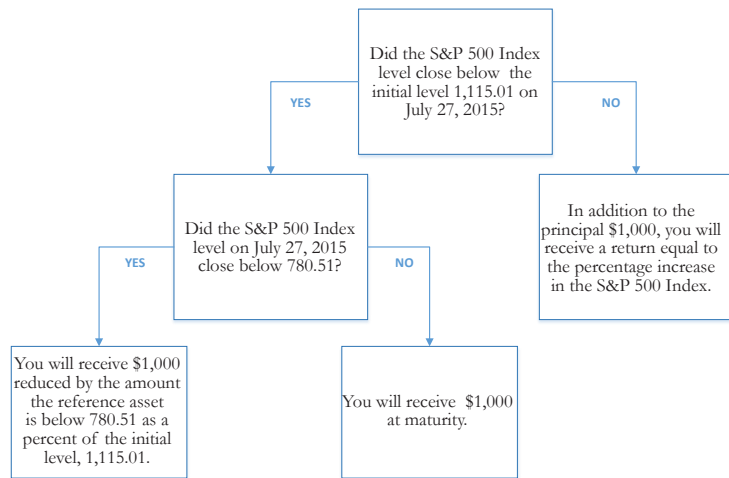 Did the S&P 500 Index
level close below the
initial level 1,115.01 on
July 27, 2015?
YES
NO
Did the S&P 500 Index
level on July 27, 2015
close below 780.51?
In addition to the
principal $1,000, you will
receive a return equal to
the percentage increase
in the S&P 500 Index.
YES
NO
You will receive $1,000
reduced by the amount
the reference asset
is below 780.51 as a
percent of the initial
level, 1,115.01.
You will receive $1,000
at maturity.